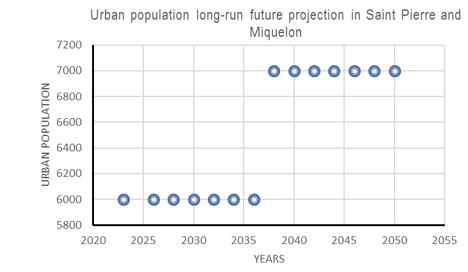 Urban population long-run future projection in Saint Pierre and
Miquelon
7200
7000
6800
6600
6400
6200
6000
5800
URBAN POPULATION
2020 2025 2030 2035 2040 2045 2050 2055
YEARS